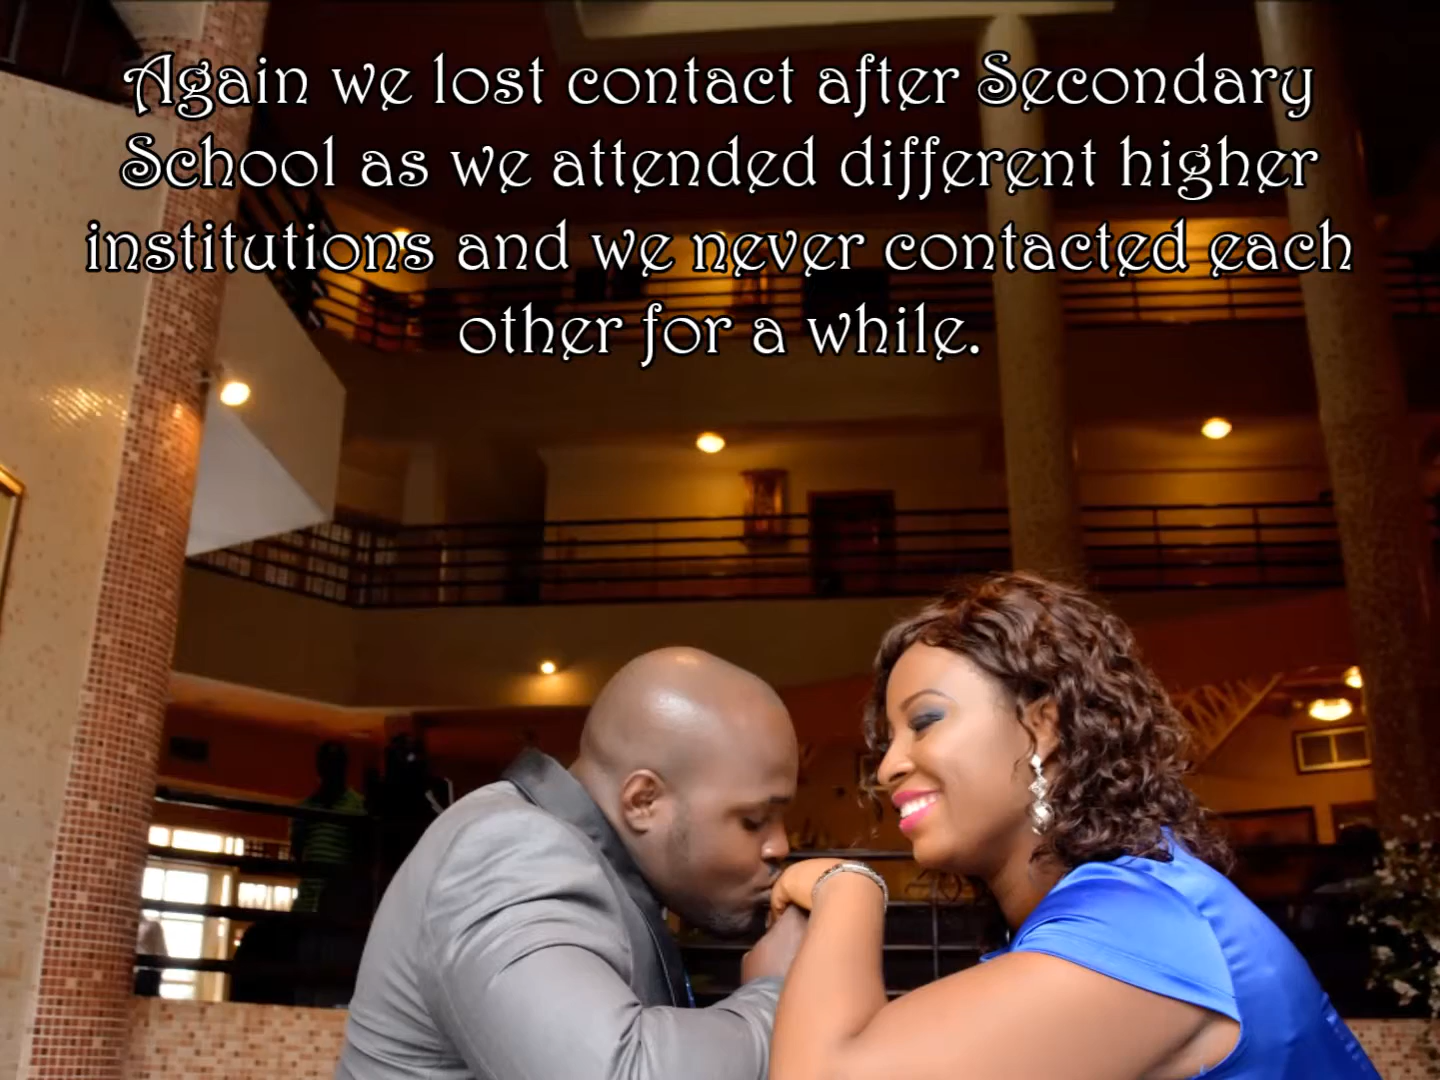 Again we lost contact after Secondary
School as we attended different higher
institutions and we never contacted each
other for a while.